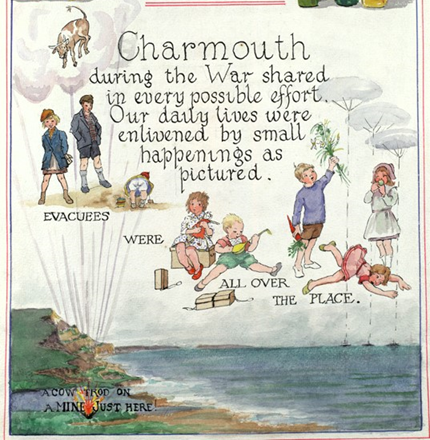 Charmouth
during the War shared
in every possible effort.
Our daily lives were
enlivened by small
happenings as
pictured.
EVACUEES
WERE
ALL OVER
THE PLACE.
A COW TROD ON
A MINE JUST HERE!